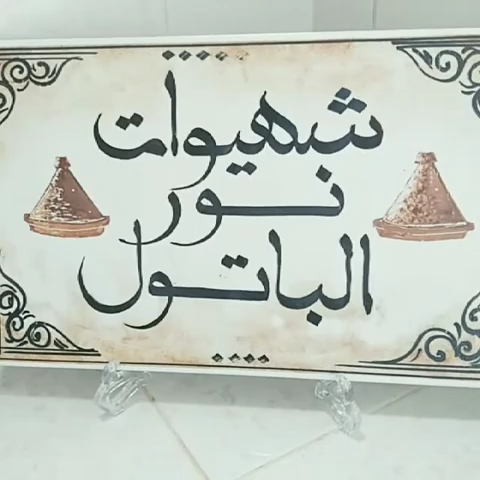 شهيوات
نور
الباتول